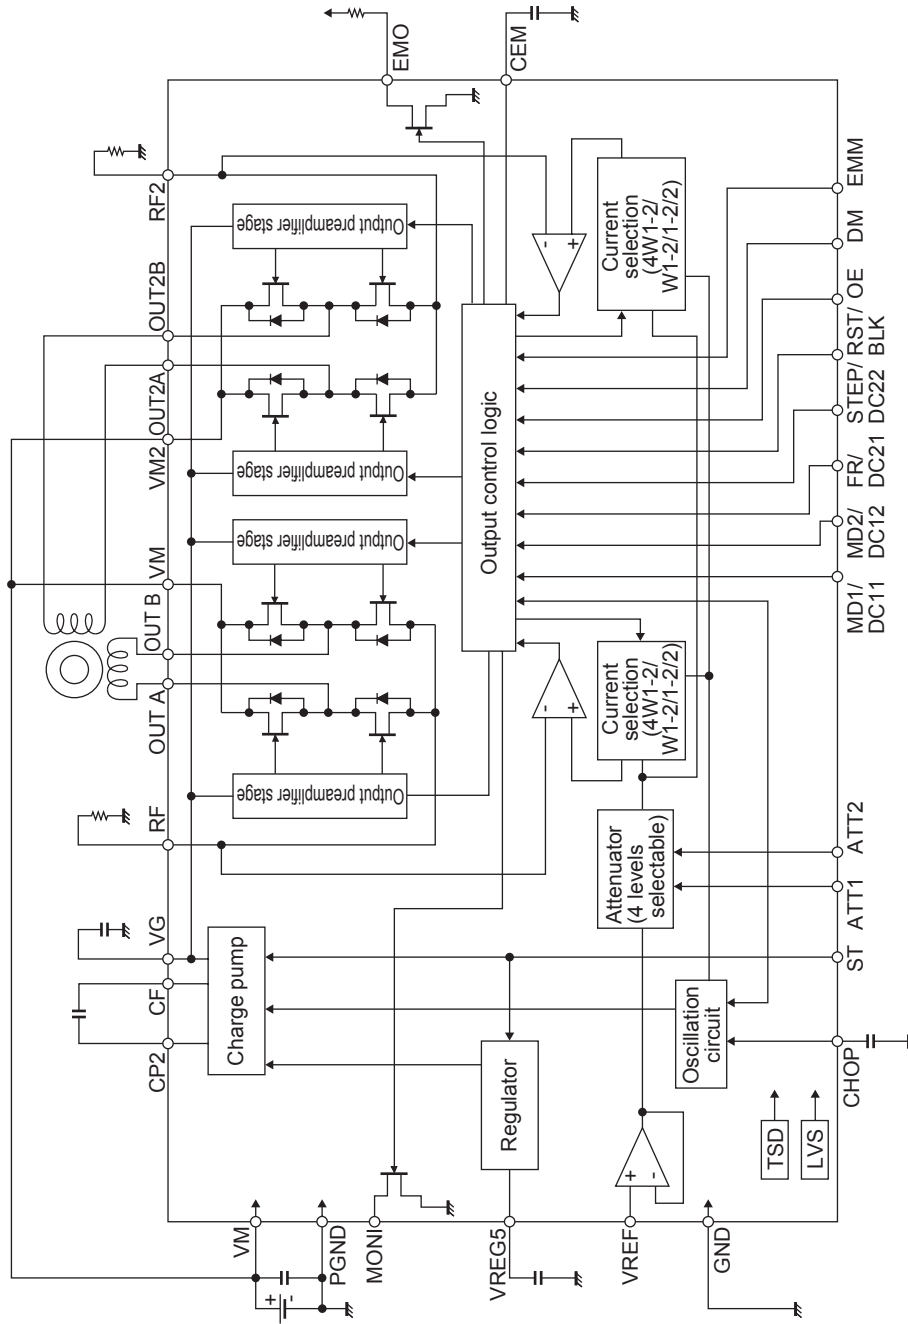 CP2
CF
VG
RF
OUT A
OUT B
VM
VM2
OUT2A
OUT2B
RF2
Charge pump
Output preamplifier stage
Output preamplifier stage
Output preamplifier stage
Output preamplifier stage
VM
+
-
PGND
MONI
VREG5
VREF
GND
EMO
CEM
Regulator
Output control logic
+
-
-
+
-
+
Attenuator
(4 levels
selectable)
Current
selection
(4W1-2/
W1-2/1-2/2)
Current
selection
(4W1-2/
W1-2/1-2/2)
Oscillation
circuit
TSD
LVS
CHOP
ST
ATT1
ATT2
MD1/
DC11
MD2/
DC12
FR/
DC21
STEP/
DC22
RST/
BLK
OE
DM
EMM